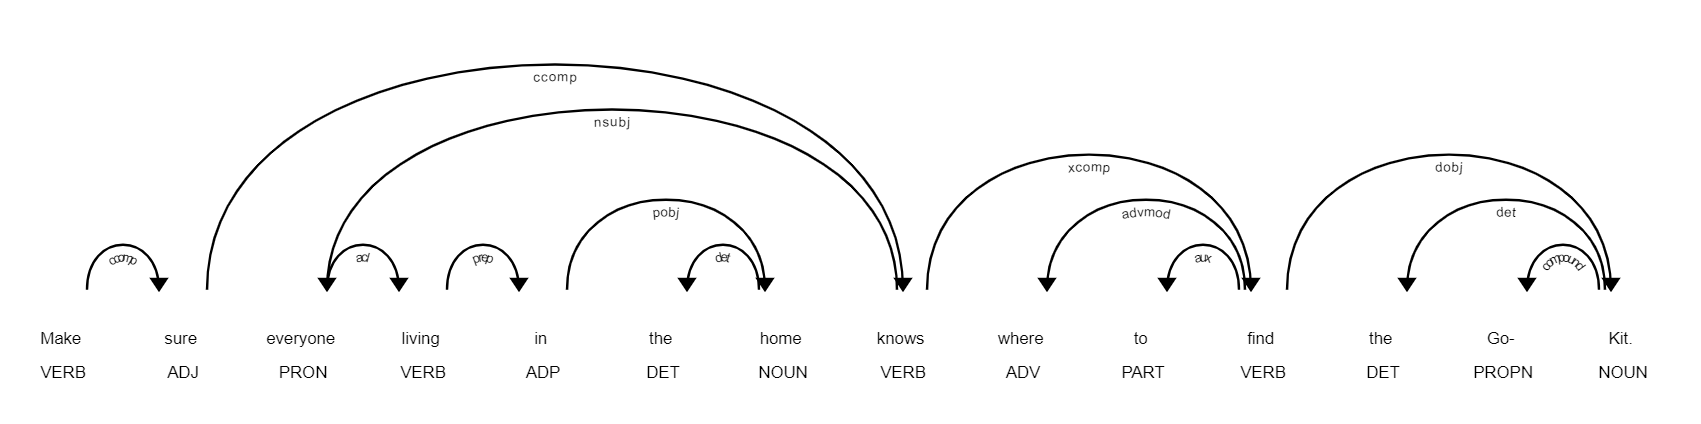 ccomp
nsubj
xcomp
dobj
pobj
advmod
det
ccomp
acl
prep
det
aux
compound
Make sure everyone living in the home knows where to find the Go- Kit.
VERB ADJ PRON VERB ADP DET NOUN VERB ADV PART VERB DET PROPN NOUN